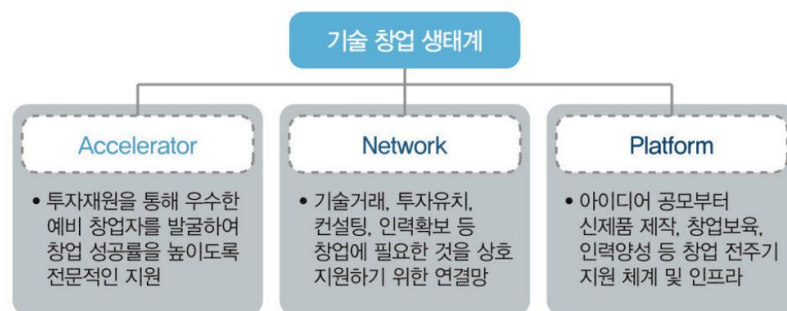 기술 창업 생태계
Accelerator
• 투자재원을 통해 우수한
예비 창업자를 발굴하여
창업 성공률을 높이도록
전문적인 지원
Network
• 기술거래, 투자유치,
컨설팅, 인력확보 등
창업에 필요한 것을 상호
지원하기 위한 연결망
Platform
• 아이디어 공모부터
신제품 제작, 창업보육,
인력양성 등 창업 전주기
지원 체계 및 인프라